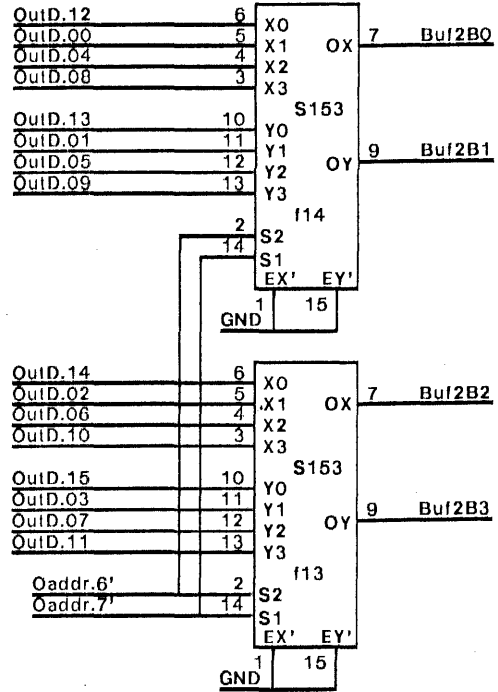 OutD.12 6 X0
OutD.00 5 X1 OX 7 Buf2B0
OutD.04 4 X2
OutD.08 3 X3
S153
OutD.13 10 Y0
OutD.01 11 Y1
OutD.05 12 Y2 OY 9 Buf2B1
OutD.09 13 Y3
f14
2 S2
14 S1
EX' EY'
1 15
GND
OutD.14 6 X0
OutD.02 5 X1 OX 7 Buf2B2
OutD.06 4 X2
OutD.10 3 X3
S153
OutD.15 10 Y0
OutD.03 11 Y1
OutD.07 12 Y2 OY 9 Buf2B3
OutD.11 13 Y3
f13
Oaddr.6' 2 S2
Oaddr.7' 14 S1
EX' EY'
1 15
GND